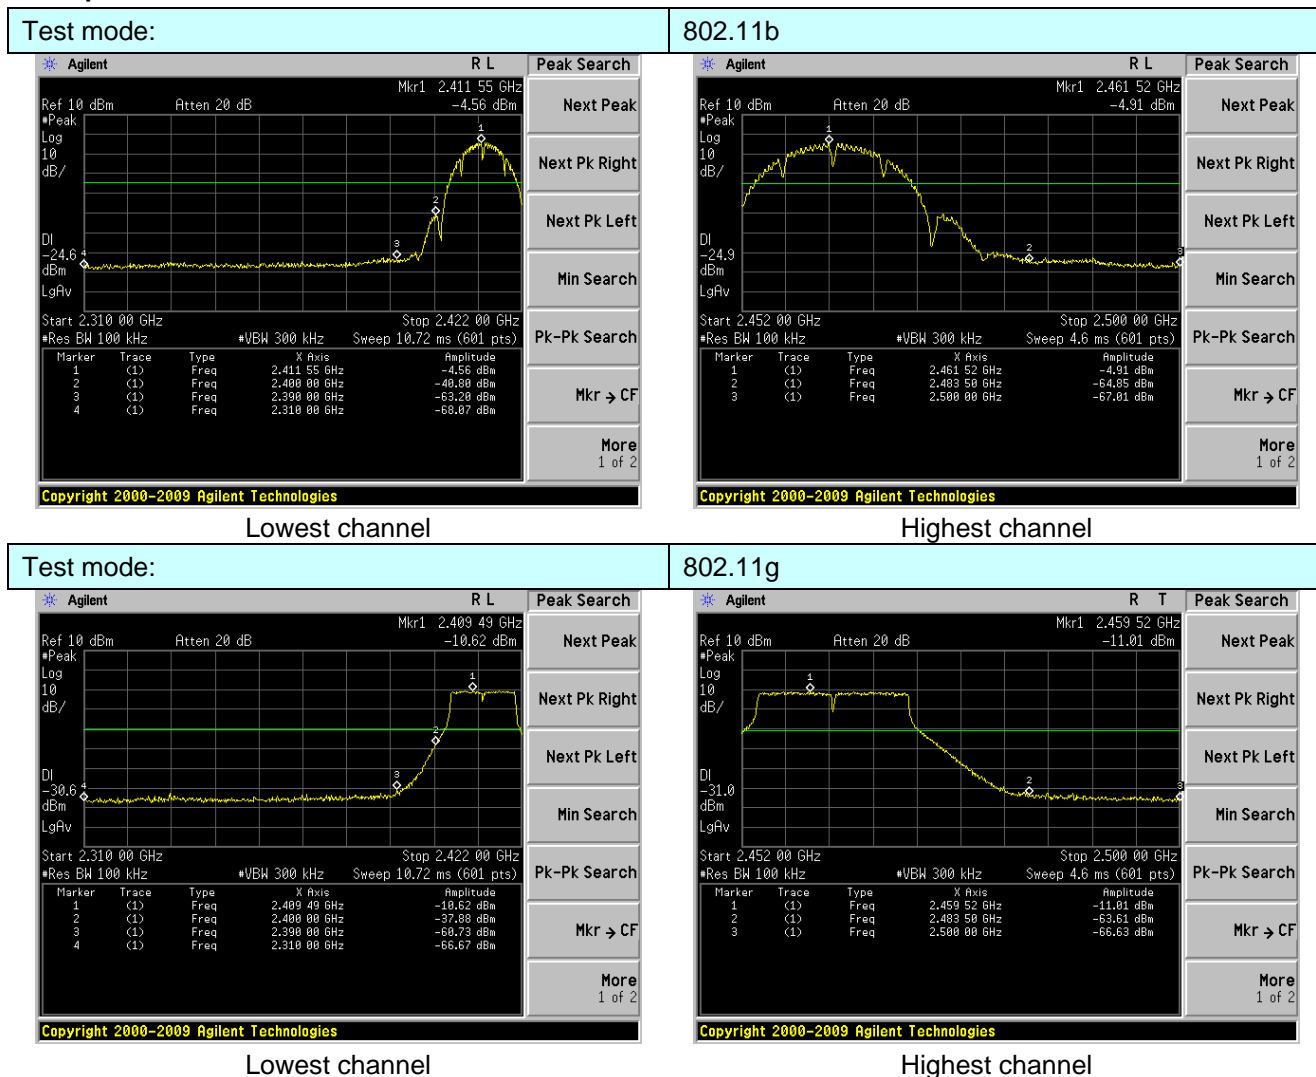 Test mode: 802.11b
Agilent R L Peak Search
Mkr1 2.411 55 GHz
Ref 10 dBm Atten 20 dB -4.56 dBm
#Peak
Log
10
dB/
1
2
3
4
DI
-24.6
dBm
LgAv
Start 2.310 00 GHz Stop 2.422 00 GHz
#Res BW 100 kHz #VBW 300 kHz Sweep 10.72 ms (601 pts)
Marker Trace Type X Axis Amplitude
1 (1) Freq 2.411 55 GHz -4.56 dBm
2 (1) Freq 2.400 00 GHz -40.80 dBm
3 (1) Freq 2.390 00 GHz -63.20 dBm
4 (1) Freq 2.310 00 GHz -68.07 dBm
Next Peak
Next Pk Right
Next Pk Left
Min Search
Pk-Pk Search
Mkr → CF
More
1 of 2
Copyright 2000-2009 Agilent Technologies
Lowest channel
Agilent R L Peak Search
Mkr1 2.461 52 GHz
Ref 10 dBm Atten 20 dB -4.91 dBm
#Peak
Log
10
dB/
1
2
3
DI
-24.9
dBm
LgAv
Start 2.452 00 GHz Stop 2.500 00 GHz
#Res BW 100 kHz #VBW 300 kHz Sweep 4.6 ms (601 pts)
Marker Trace Type X Axis Amplitude
1 (1) Freq 2.461 52 GHz -4.91 dBm
2 (1) Freq 2.483 50 GHz -64.85 dBm
3 (1) Freq 2.500 00 GHz -67.01 dBm
Next Peak
Next Pk Right
Next Pk Left
Min Search
Pk-Pk Search
Mkr → CF
More
1 of 2
Copyright 2000-2009 Agilent Technologies
Highest channel
Test mode: 802.11g
Agilent R L Peak Search
Mkr1 2.409 49 GHz
Ref 10 dBm Atten 20 dB -10.62 dBm
#Peak
Log
10
dB/
1
2
3
4
DI
-30.6
dBm
LgAv
Start 2.310 00 GHz Stop 2.422 00 GHz
#Res BW 100 kHz #VBW 300 kHz Sweep 10.72 ms (601 pts)
Marker Trace Type X Axis Amplitude
1 (1) Freq 2.409 49 GHz -10.62 dBm
2 (1) Freq 2.400 00 GHz -37.88 dBm
3 (1) Freq 2.390 00 GHz -60.73 dBm
4 (1) Freq 2.310 00 GHz -66.67 dBm
Next Peak
Next Pk Right
Next Pk Left
Min Search
Pk-Pk Search
Mkr → CF
More
1 of 2
Copyright 2000-2009 Agilent Technologies
Lowest channel
Agilent R T Peak Search
Mkr1 2.459 52 GHz
Ref 10 dBm Atten 20 dB -11.01 dBm
#Peak
Log
10
dB/
1
2
3
DI
-31.0
dBm
LgAv
Start 2.452 00 GHz Stop 2.500 00 GHz
#Res BW 100 kHz #VBW 300 kHz Sweep 4.6 ms (601 pts)
Marker Trace Type X Axis Amplitude
1 (1) Freq 2.459 52 GHz -11.01 dBm
2 (1) Freq 2.483 50 GHz -63.61 dBm
3 (1) Freq 2.500 00 GHz -66.63 dBm
Next Peak
Next Pk Right
Next Pk Left
Min Search
Pk-Pk Search
Mkr → CF
More
1 of 2
Copyright 2000-2009 Agilent Technologies
Highest channel